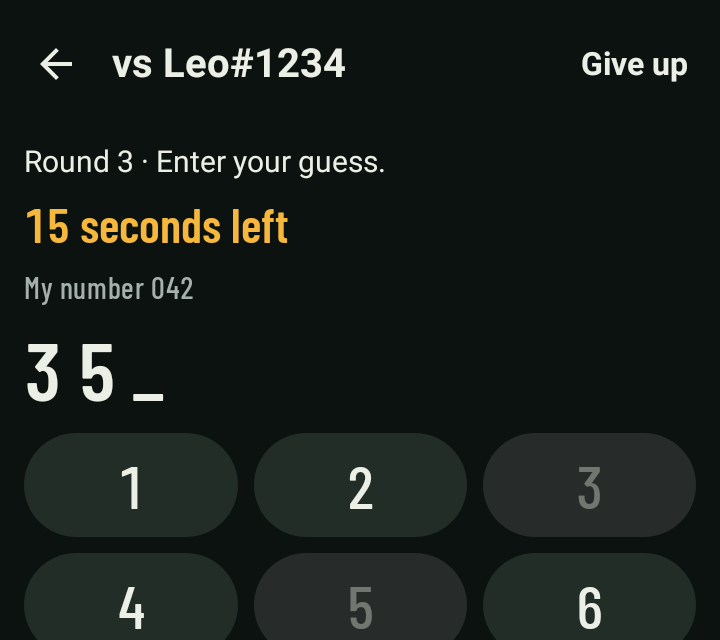 vs Leo#1234 Give up
Round 3 · Enter your guess.
15 seconds left
My number 042
3 5 _
1 2 3
4 5 6